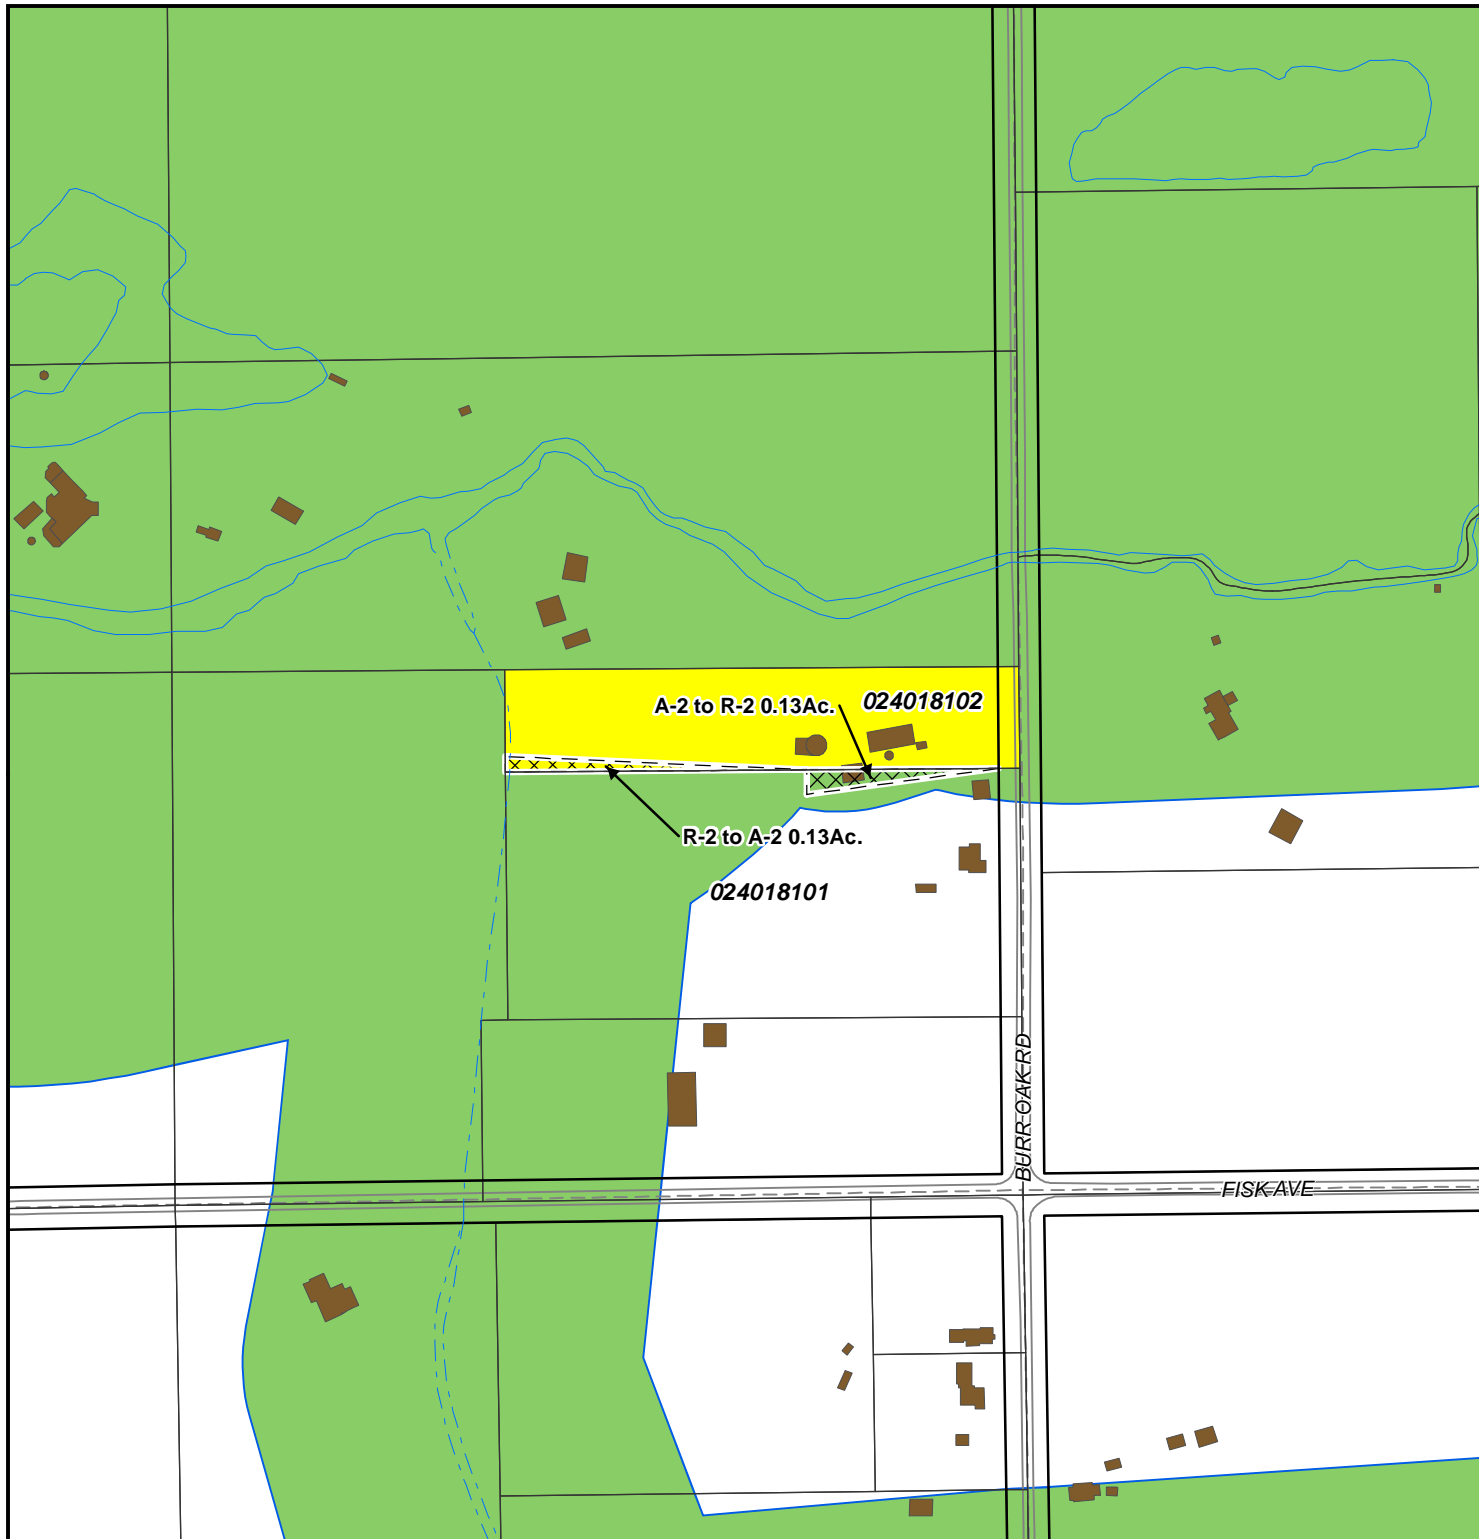 024018102
A-2 to R-2 0.13Ac.
R-2 to A-2 0.13Ac.
024018101
BURR OAK RD
FISK AVE